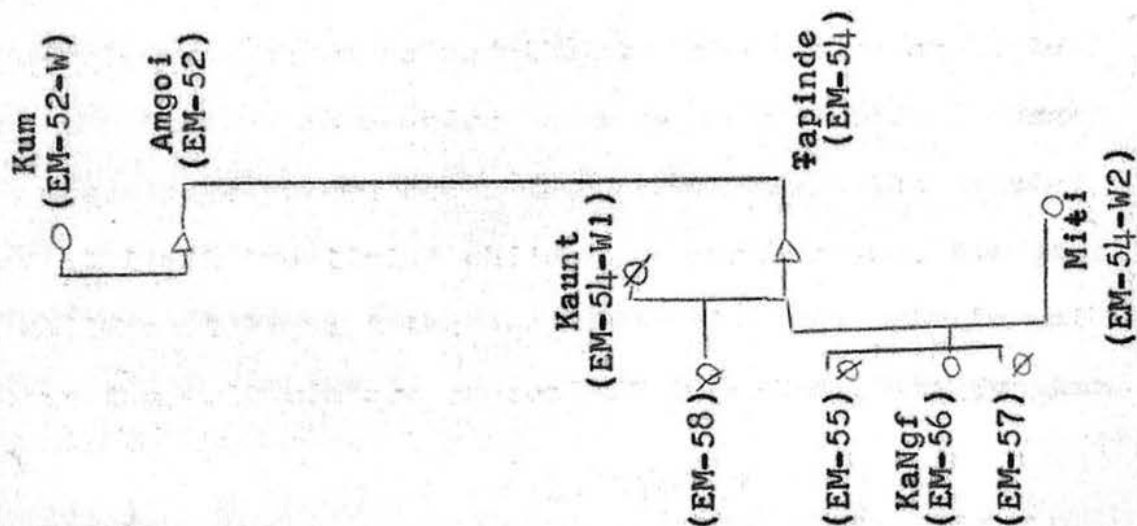 Kum
(EM-52-W)
Amgoi
(EM-52)
Kaunt
(EM-54-W1)
Ŧapinde
(EM-54)
Miŧi
(EM-54-W2)
(EM-58)
(EM-55)
KaNgf
(EM-56)
(EM-57)